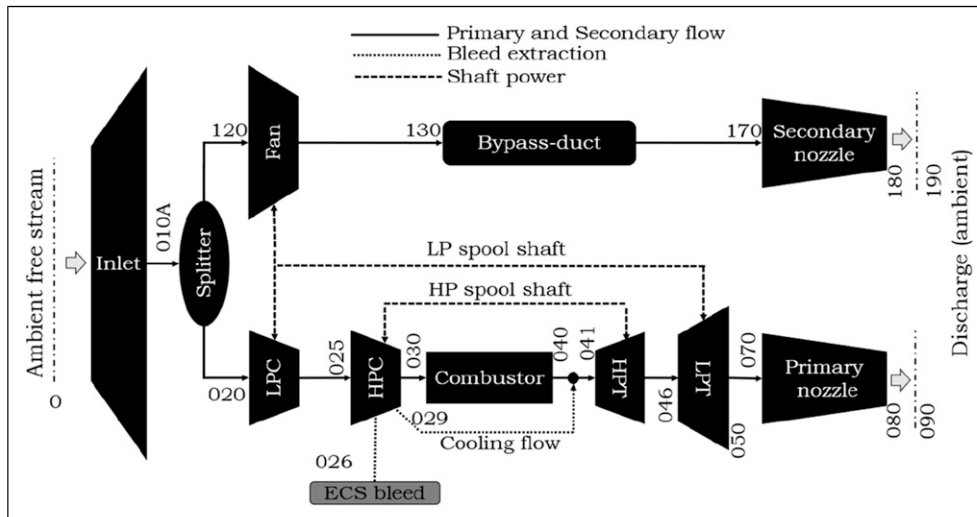 Primary and Secondary flow
Bleed extraction
Shaft power
Ambient free stream
0
Inlet
010A
Splitter
120
Fan
130
Bypass-duct
170
Secondary
nozzle
180
190
Discharge (ambient)
LP spool shaft
HP spool shaft
020
LPC
025
HPC
030
Combustor
040
041
HPT
046
LPT
050
070
Primary
nozzle
080
090
029
Cooling flow
026
ECS bleed